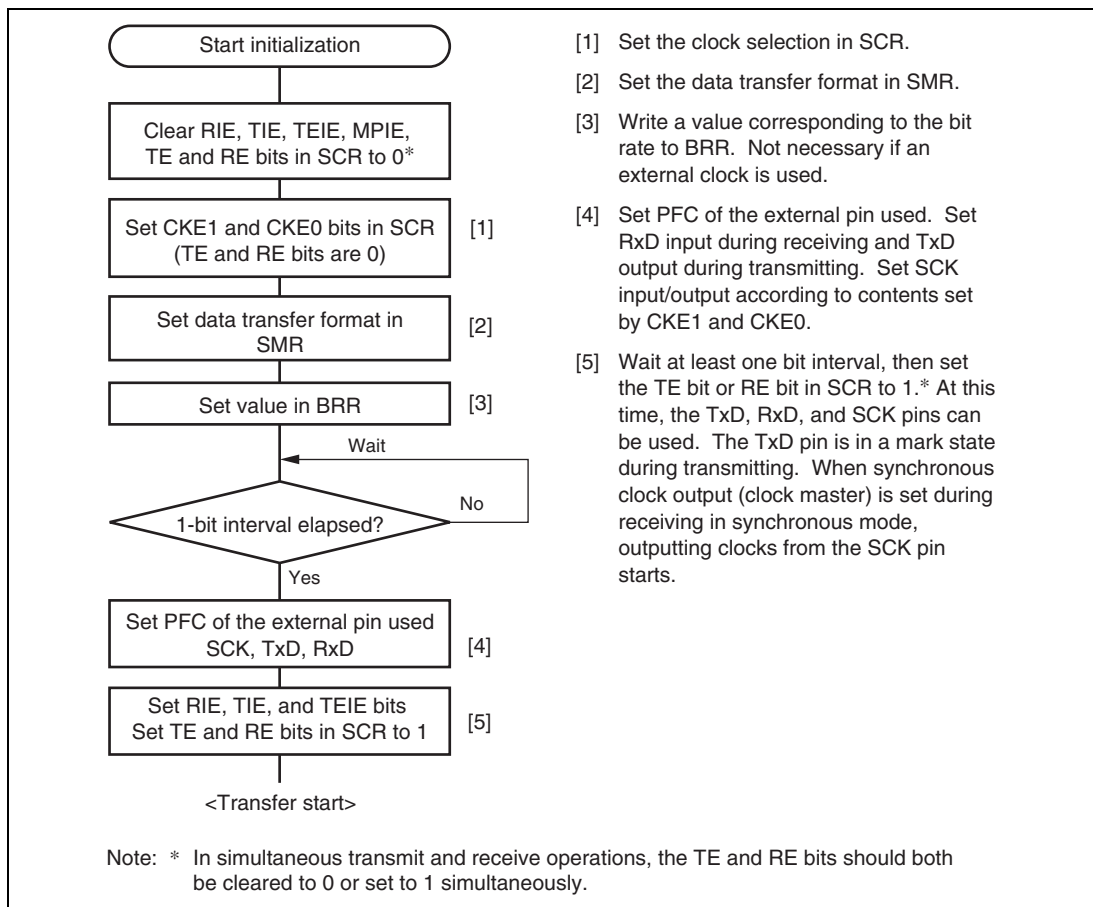 Start initialization
Clear RIE, TIE, TEIE, MPIE,
TE and RE bits in SCR to 0*
Set CKE1 and CKE0 bits in SCR
(TE and RE bits are 0)
[1]
Set data transfer format in
SMR
[2]
Set value in BRR
[3]
Wait
1-bit interval elapsed?
No
Yes
Set PFC of the external pin used
SCK, TxD, RxD
[4]
Set RIE, TIE, and TEIE bits
Set TE and RE bits in SCR to 1
[5]
<Transfer start>
[1] Set the clock selection in SCR.
[2] Set the data transfer format in SMR.
[3] Write a value corresponding to the bit
rate to BRR. Not necessary if an
external clock is used.
[4] Set PFC of the external pin used. Set
RxD input during receiving and TxD
output during transmitting. Set SCK
input/output according to contents set
by CKE1 and CKE0.
[5] Wait at least one bit interval, then set
the TE bit or RE bit in SCR to 1.* At this
time, the TxD, RxD, and SCK pins can
be used. The TxD pin is in a mark state
during transmitting. When synchronous
clock output (clock master) is set during
receiving in synchronous mode,
outputting clocks from the SCK pin
starts.
Note: * In simultaneous transmit and receive operations, the TE and RE bits should both
be cleared to 0 or set to 1 simultaneously.